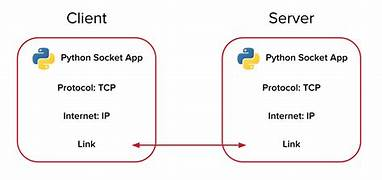 Client
Server
Python Socket App
Protocol: TCP
Internet: IP
Link
Python Socket App
Protocol: TCP
Internet: IP
Link